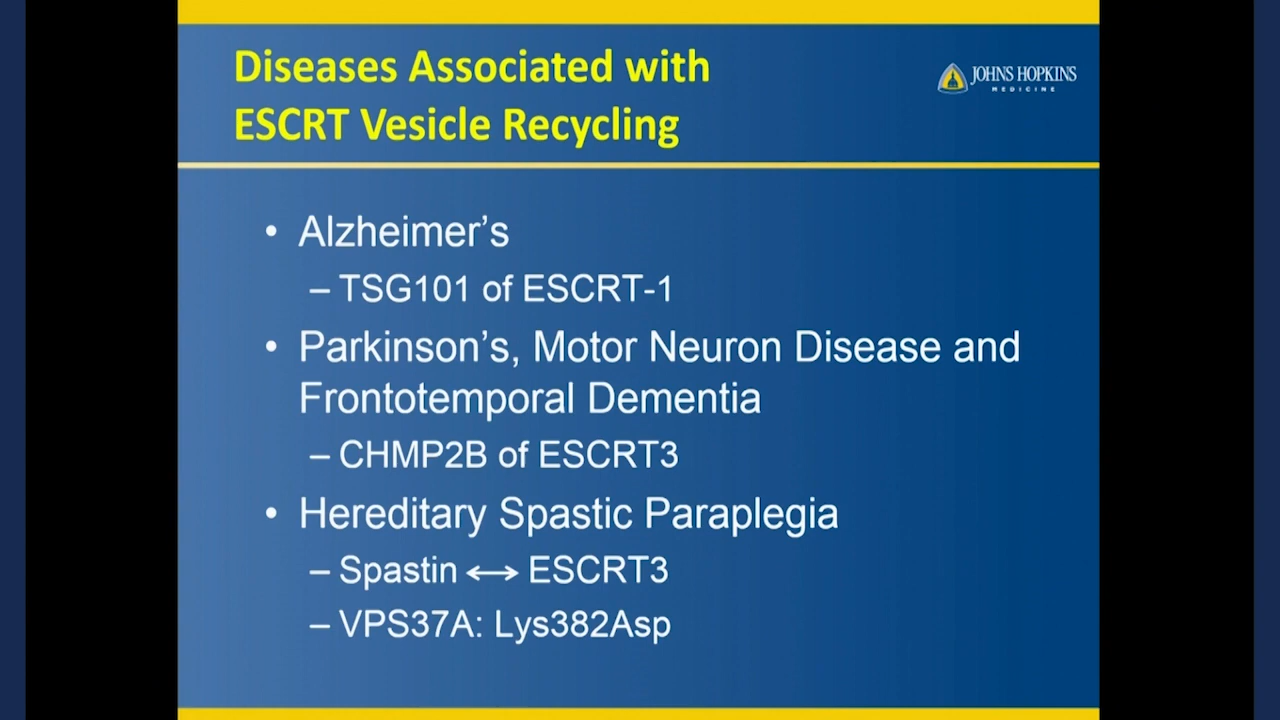 Diseases Associated with
ESCRT Vesicle Recycling
JOHNS HOPKINS
MEDICINE
• Alzheimer’s
– TSG101 of ESCRT-1
• Parkinson’s, Motor Neuron Disease and
Frontotemporal Dementia
– CHMP2B of ESCRT3
• Hereditary Spastic Paraplegia
– Spastin ↔ ESCRT3
– VPS37A: Lys382Asp